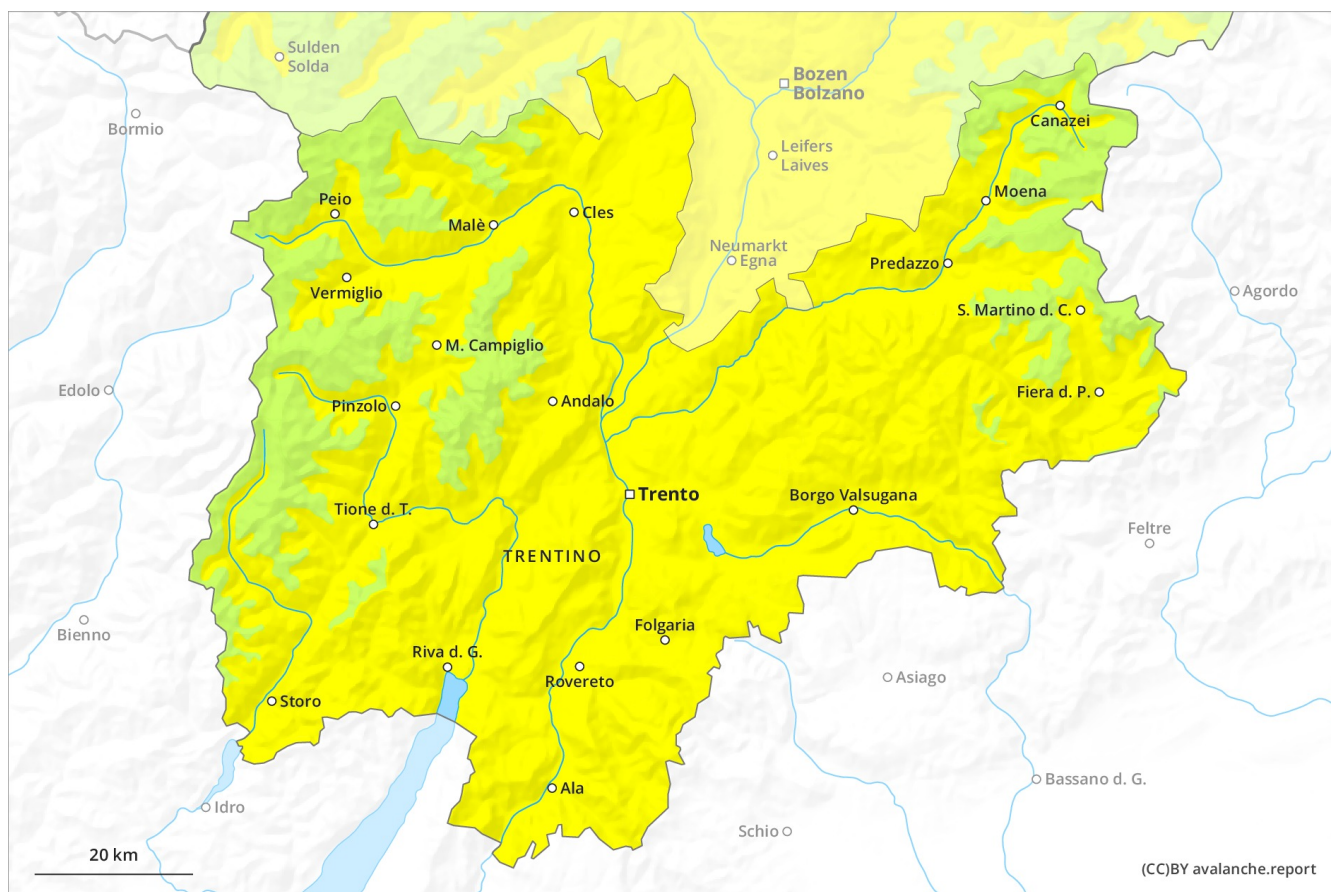 Sulden
Solda
Bozen
Bolzano
Bormio
Canazei
Leifers
Laives
Peio
Moena
Malè
Cles
Neumarkt
Egna
Predazzo
Vermiglio
Agordo
S. Martino d. C.
M. Campiglio
Edolo
Fiera d. P.
Pinzolo
Andalo
Trento
Borgo Valsugana
Tione d. T.
Feltre
TRENTINO
Bienno
Folgaria
Riva d. G.
Rovereto
Asiago
Storo
Bassano d. G.
Ala
Idro
Schio
20 km
(CC)BY avalanche.report